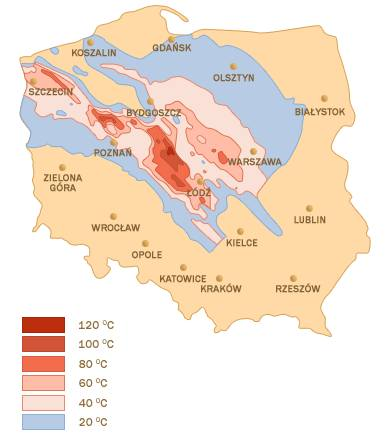 KOSZALIN
GDAŃSK
OLSZTYN
SZCZECIN
BYDGOSZCZ
BIAŁYSTOK
POZNAŃ
WARSZAWA
ZIELONA
GÓRA
ŁÓDŹ
LUBLIN
WROCŁAW
KIELCE
OPOLE
KATOWICE
KRAKÓW
RZESZÓW
120 °C
100 °C
80 °C
60 °C
40 °C
20 °C